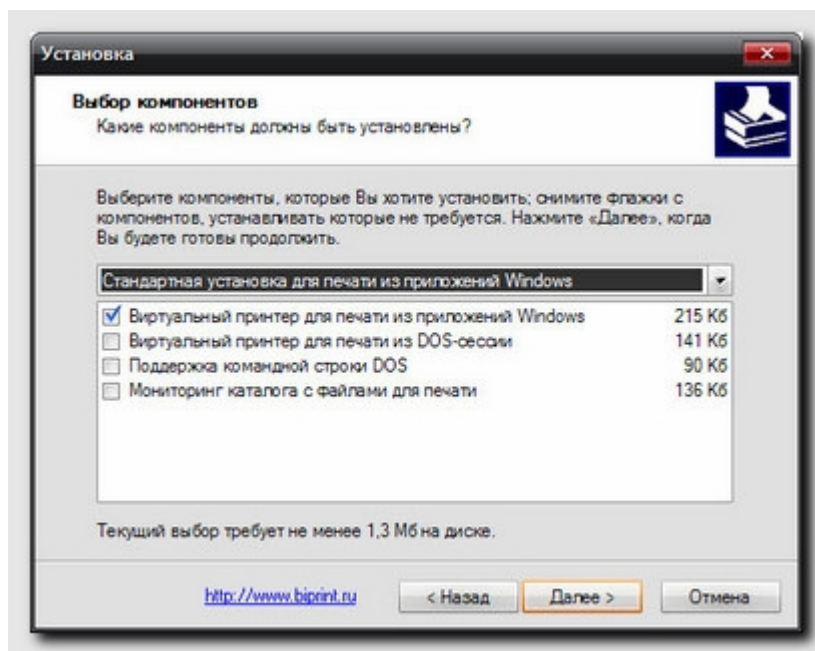 Установка
Выбор компонентов
Какие компоненты должны быть установлены?
Выберите компоненты, которые Вы хотите установить; снимите флажки с
компонентов, устанавливать которые не требуется. Нажмите «Далее», когда
Вы будете готовы продолжить.
Стандартная установка для печати из приложений Windows
Виртуальный принтер для печати из приложений Windows 215 Кб
Виртуальный принтер для печати из DOS-сессии 141 Кб
Поддержка командной строки DOS 90 Кб
Мониторинг каталога с файлами для печати 136 Кб
Текущий выбор требует не менее 1,3 Мб на диске.
http://www.biprint.ru < Назад Далее > Отмена